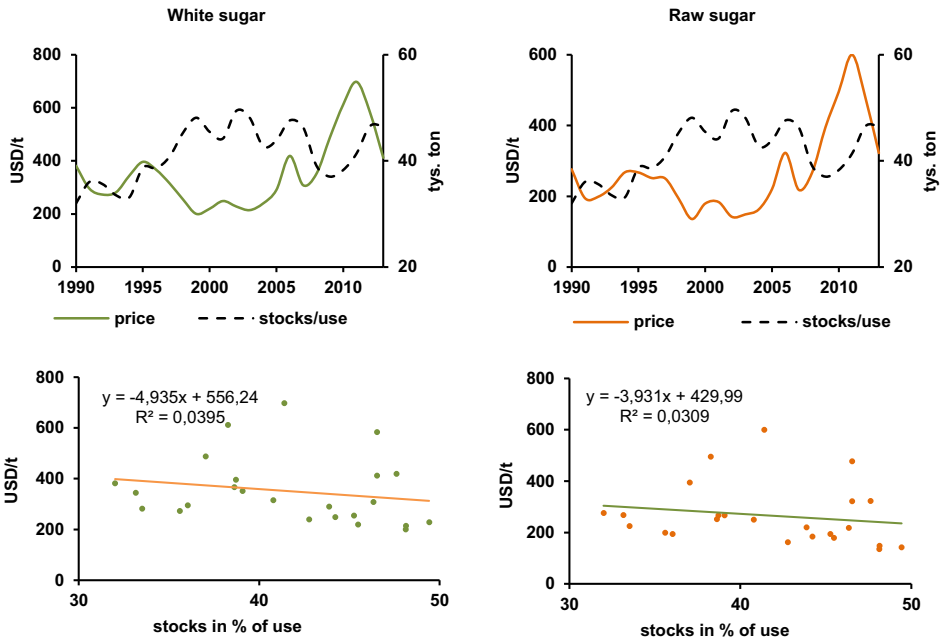 White sugar
800
600
400
200
0
USD/t
60
40
20
tys. ton
1990 1995 2000 2005 2010
price stocks/use
Raw sugar
600
400
200
0
USD/t
60
40
20
tys. ton
1990 1995 2000 2005 2010
price stocks/use
800
600
400
200
0
USD/t
y = -4,935x + 556,24
R² = 0,0395
30 40 50
stocks in % of use
800
600
400
200
0
USD/t
y = -3,931x + 429,99
R² = 0,0309
30 40 50
stocks in % of use